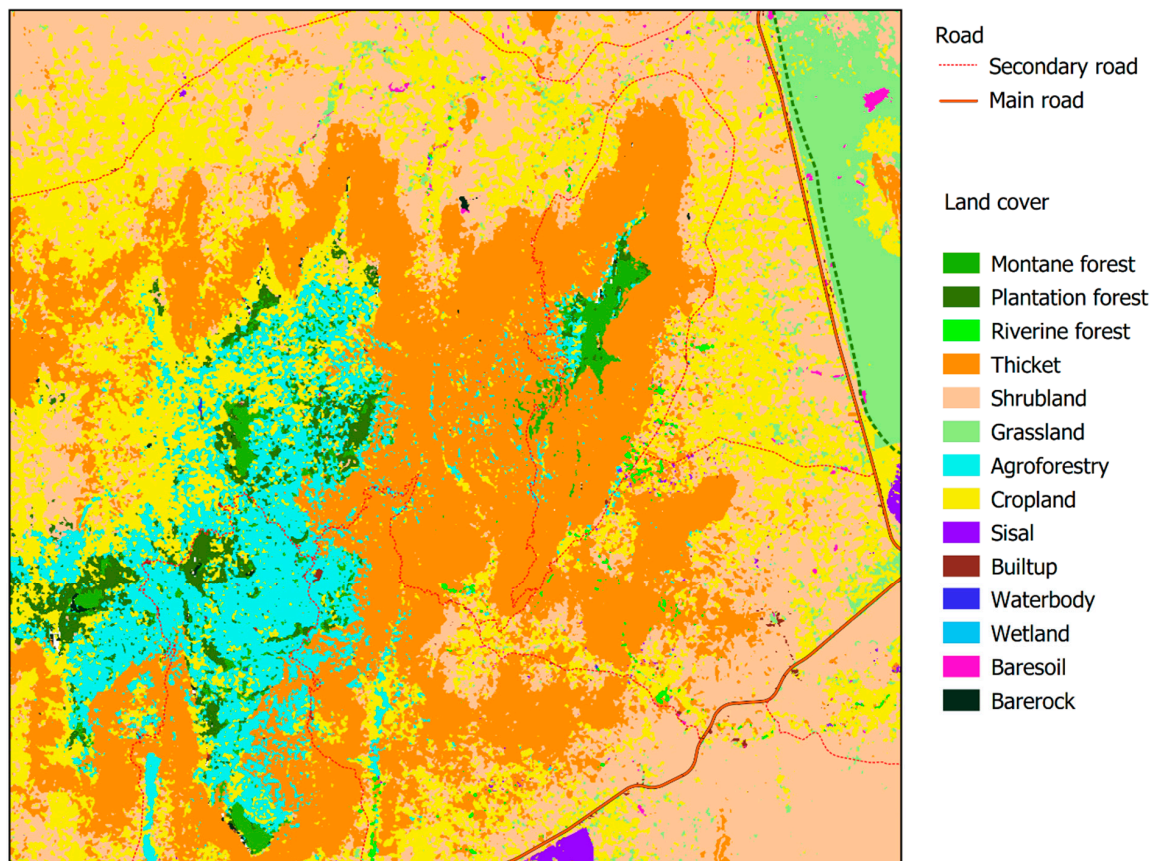 Road
Secondary road
Main road
Land cover
Montane forest
Plantation forest
Riverine forest
Thicket
Shrubland
Grassland
Agroforestry
Cropland
Sisal
Builtup
Waterbody
Wetland
Baresoil
Barerock